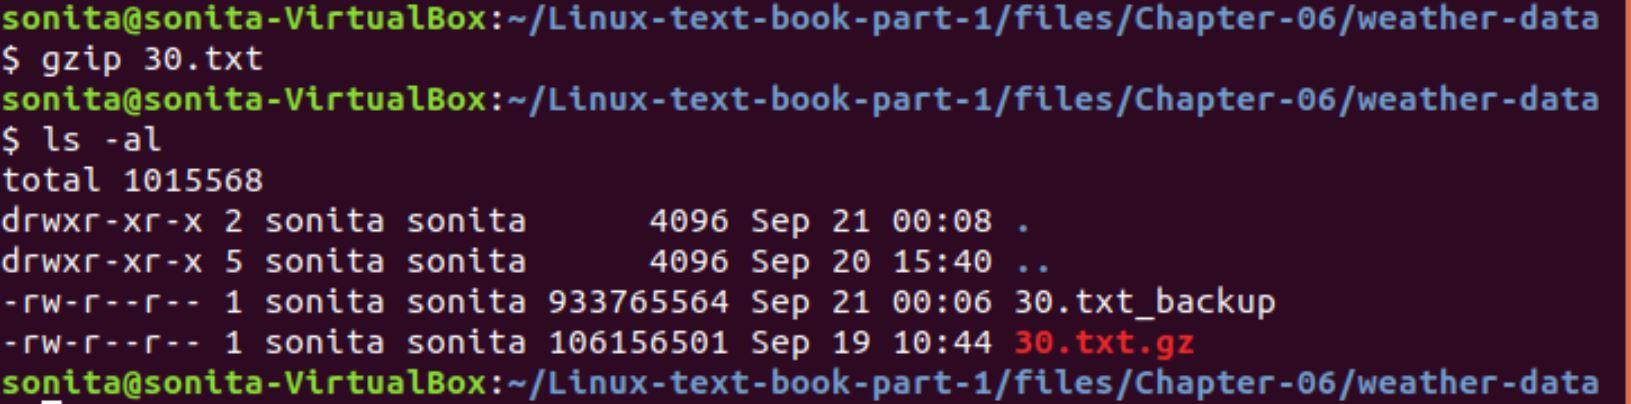 sonita@sonita-VirtualBox:~/Linux-text-book-part-1/files/Chapter-06/weather-data
$ gzip 30.txt
sonita@sonita-VirtualBox:~/Linux-text-book-part-1/files/Chapter-06/weather-data
$ ls -al
total 1015568
drwxr-xr-x 2 sonita sonita      4096 Sep 21 00:08 .
drwxr-xr-x 5 sonita sonita      4096 Sep 20 15:40 ..
-rw-r--r-- 1 sonita sonita 933765564 Sep 21 00:06 30.txt_backup
-rw-r--r-- 1 sonita sonita 106156501 Sep 19 10:44 30.txt.gz
sonita@sonita-VirtualBox:~/Linux-text-book-part-1/files/Chapter-06/weather-data